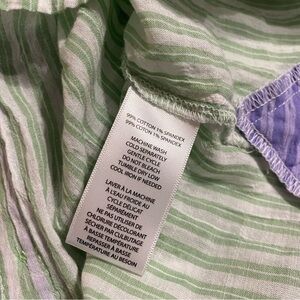 99% COTTON 1% SPANDEX
99% COTON 1% SPANDEX
MACHINE WASH
COLD SEPARATELY
GENTLE CYCLE
DO NOT BLEACH
TUMBLE DRY LOW
COOL IRON IF NEEDED
LAVER À LA MACHINE
À L'EAU FROIDE AU
CYCLE DÉLICAT
SÉPARÉMENT
NE PAS UTILISER DE
CHLORURE DÉCOLORANT
SÉCHER PAR CULBUTAGE
À BASSE TEMPÉRATURE
REPASSER À BASSE
TEMPÉRATURE AU BESOIN